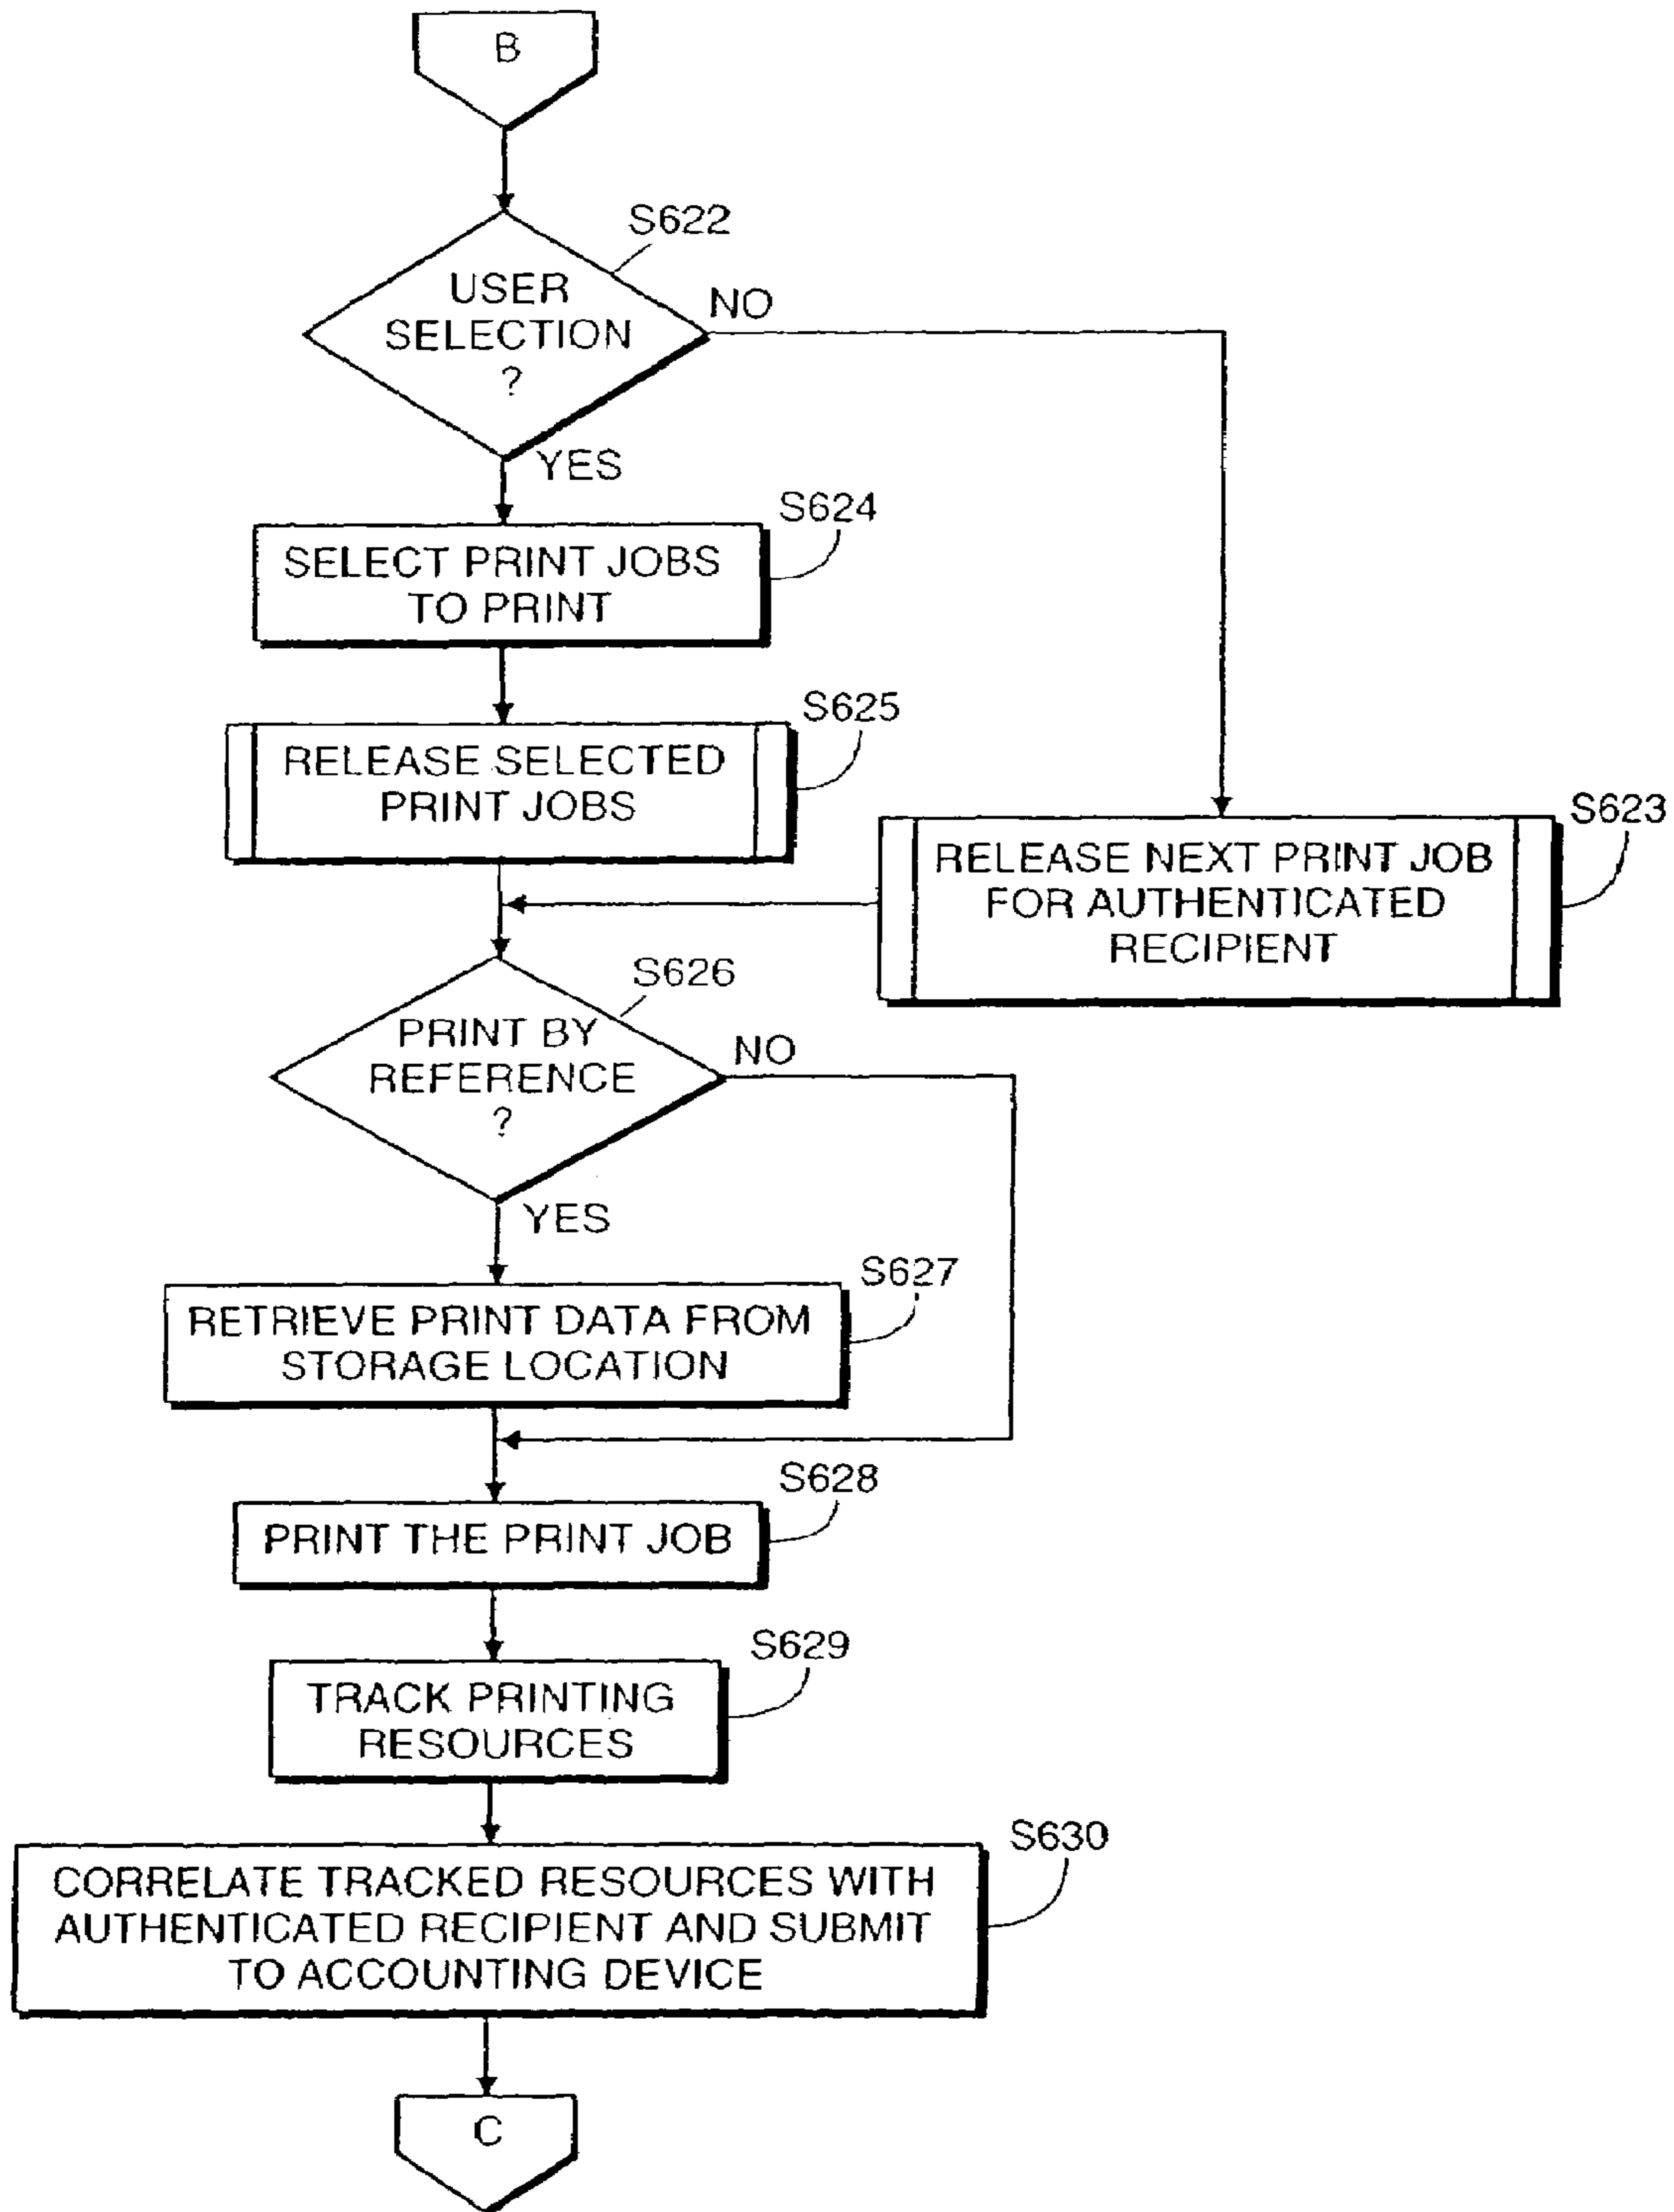 B
S622
USER
SELECTION
?
NO
YES
S624
SELECT PRINT JOBS
TO PRINT
S625
RELEASE SELECTED
PRINT JOBS
S623
RELEASE NEXT PRINT JOB
FOR AUTHENTICATED
RECIPIENT
S626
PRINT BY
REFERENCE
?
NO
YES
S627
RETRIEVE PRINT DATA FROM
STORAGE LOCATION
S628
PRINT THE PRINT JOB
S629
TRACK PRINTING
RESOURCES
S630
CORRELATE TRACKED RESOURCES WITH
AUTHENTICATED RECIPIENT AND SUBMIT
TO ACCOUNTING DEVICE
C